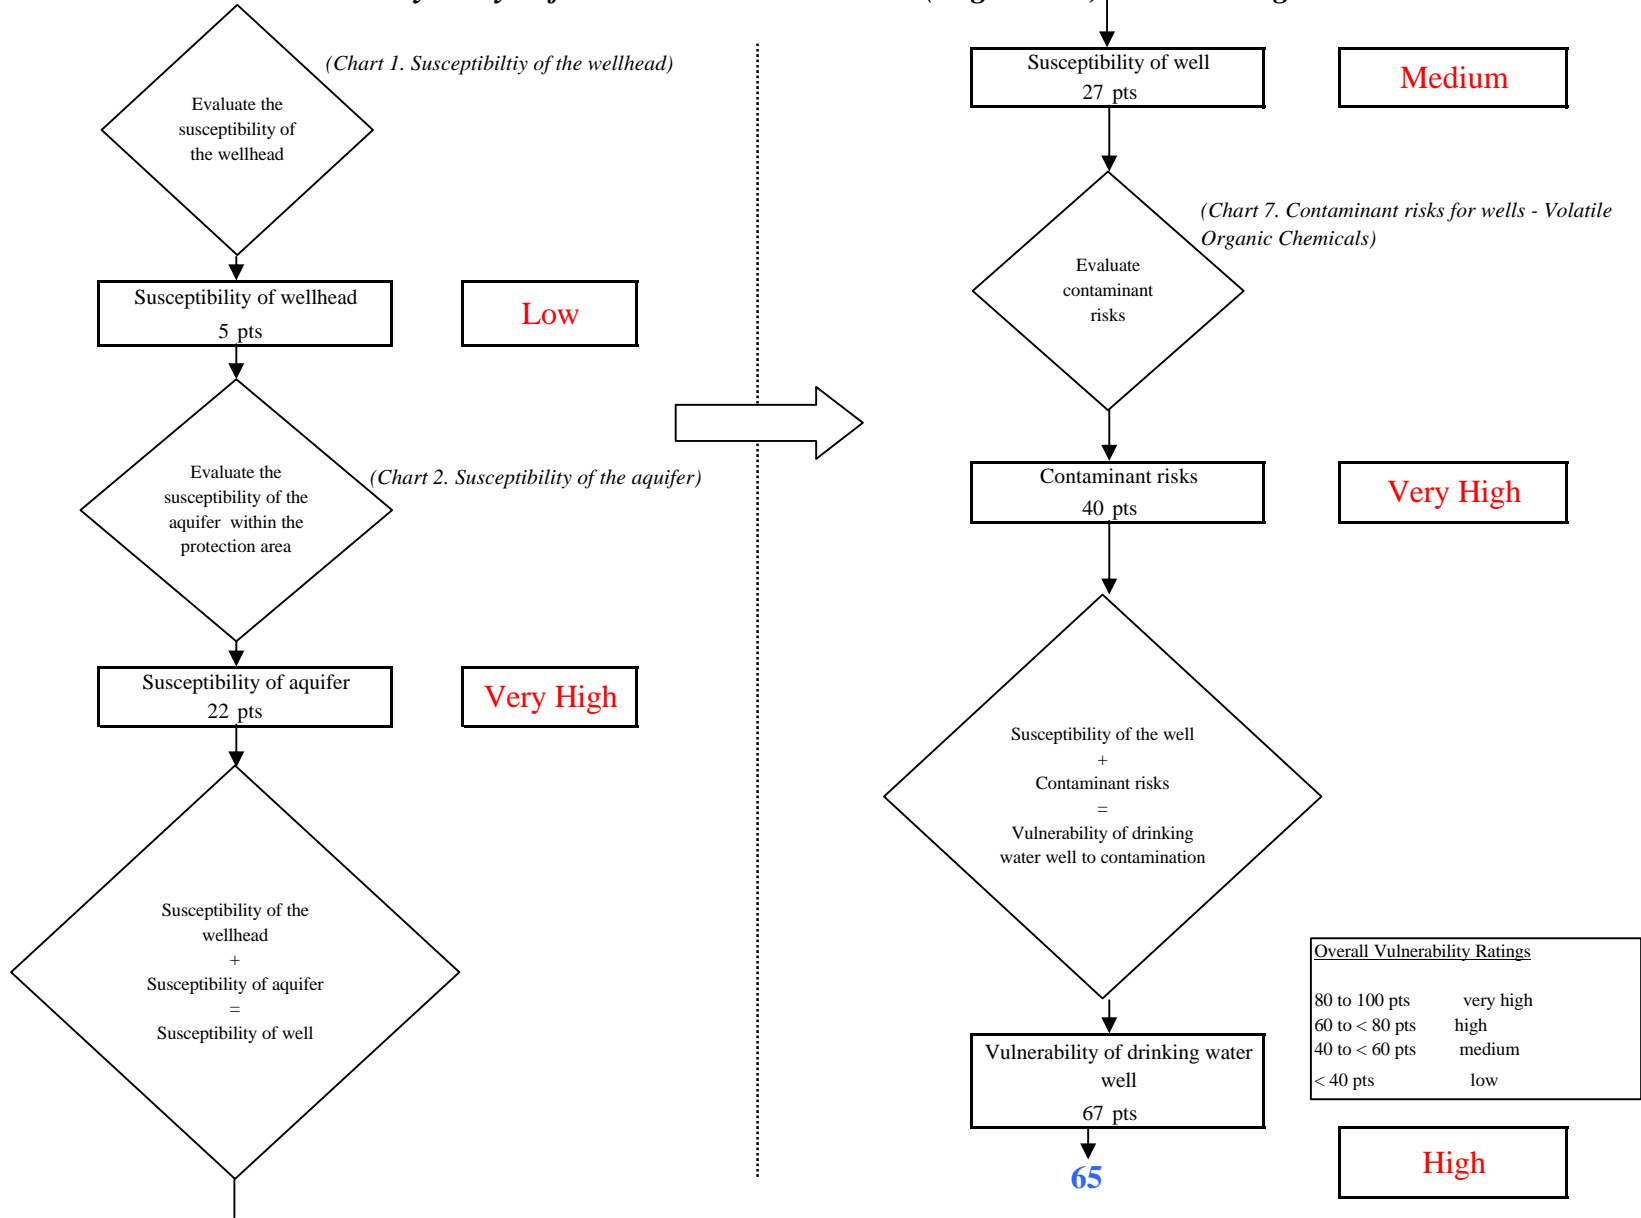 (Chart 1. Susceptibiltiy of the wellhead)
Evaluate the
susceptibility of
the wellhead
Susceptibility of wellhead
5 pts
Low
Evaluate the
susceptibility of the
aquifer within the
protection area
(Chart 2. Susceptibility of the aquifer)
Susceptibility of aquifer
22 pts
Very High
Susceptibility of the
wellhead
+
Susceptibility of aquifer
=
Susceptibility of well
Susceptibility of well
27 pts
Medium
(Chart 7. Contaminant risks for wells - Volatile
Organic Chemicals)
Evaluate
contaminant
risks
Contaminant risks
40 pts
Very High
Susceptibility of the well
+
Contaminant risks
=
Vulnerability of drinking
water well to contamination
Overall Vulnerability Ratings
80 to 100 pts very high
60 to < 80 pts high
40 to < 60 pts medium
< 40 pts low
Vulnerability of drinking water
well
67 pts
65
High